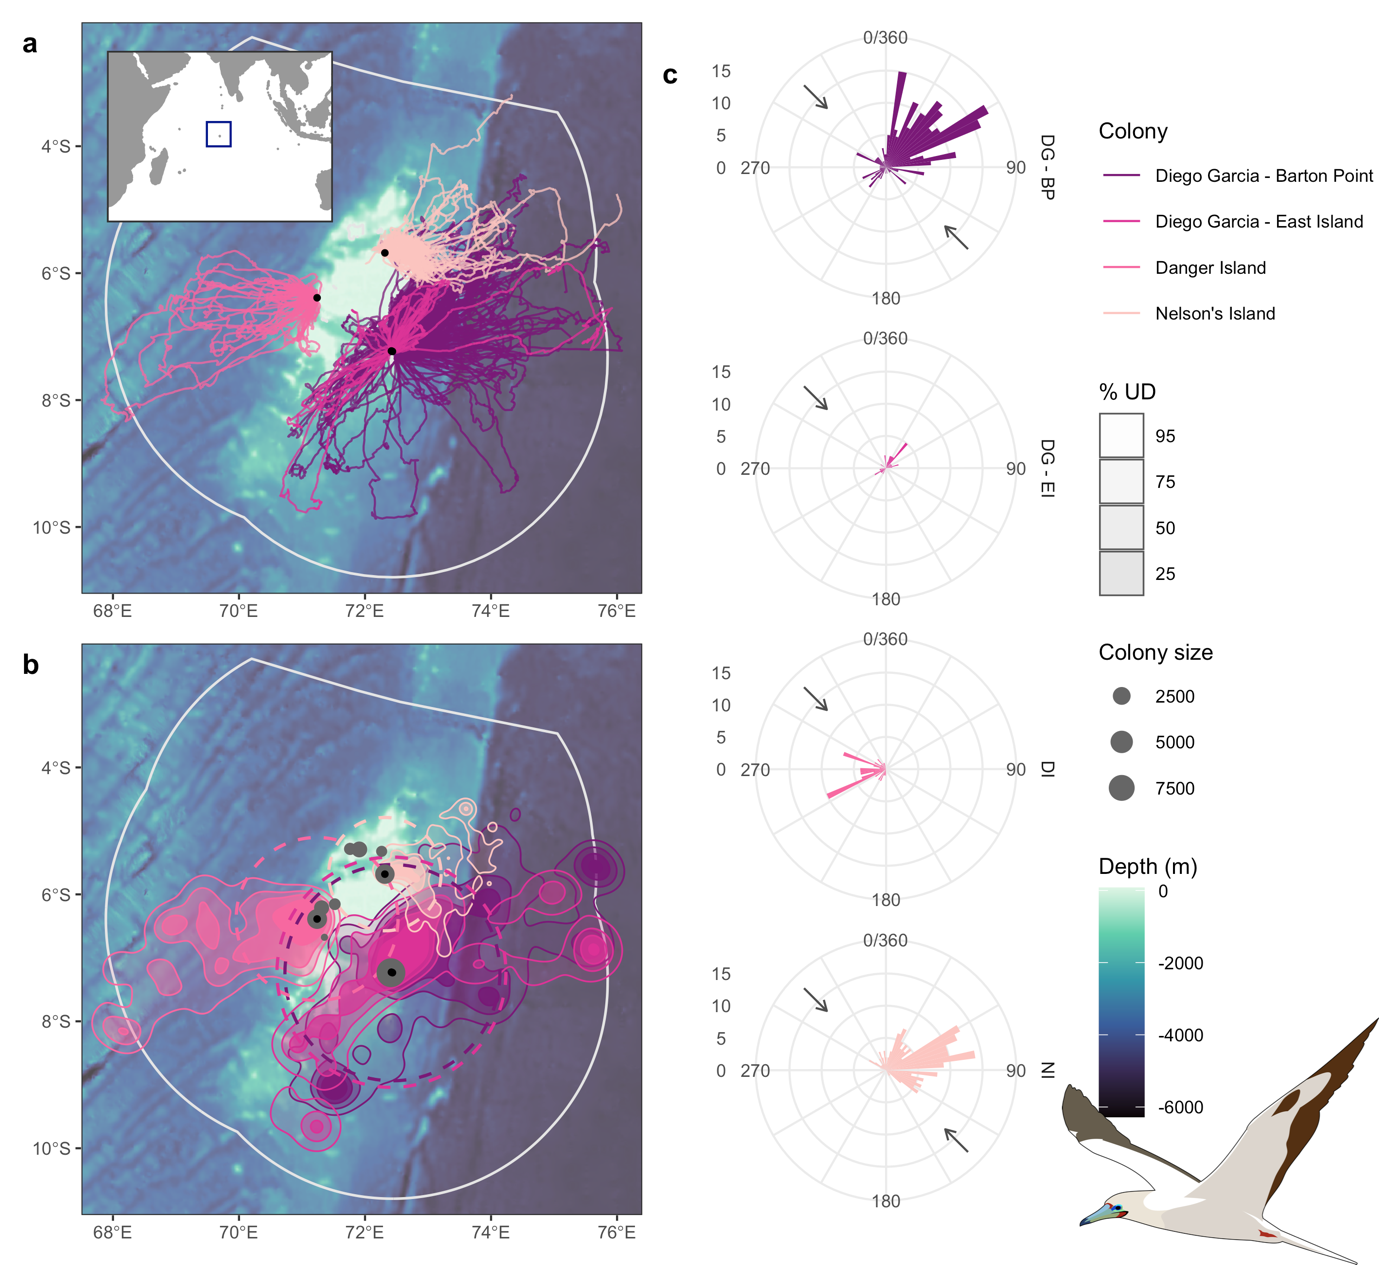 a
4°S
6°S
8°S
10°S
68°E 70°E 72°E 74°E 76°E
b
4°S
6°S
8°S
10°S
68°E 70°E 72°E 74°E 76°E
c
0/360
15
10
5
0 270 90
180
DG - BP
0/360
15
10
5
0 270 90
180
DG - EI
0/360
15
10
5
0 270 90
180
DI
0/360
15
10
5
0 270 90
180
NI
Colony
Diego Garcia - Barton Point
Diego Garcia - East Island
Danger Island
Nelson's Island
% UD
95
75
50
25
Colony size
2500
5000
7500
Depth (m)
0
-2000
-4000
-6000